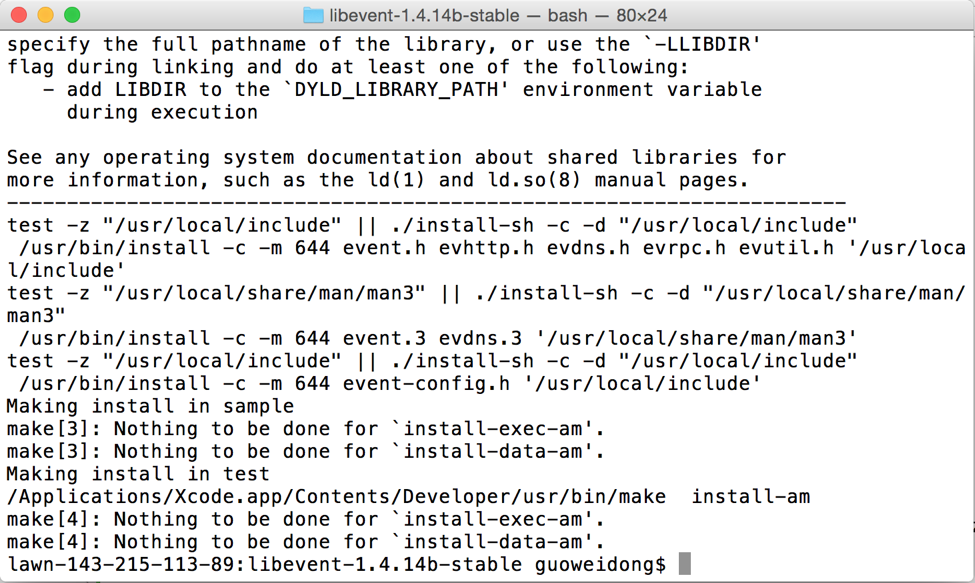 libevent-1.4.14b-stable — bash — 80×24
specify the full pathname of the library, or use the `-LLIBDIR'
flag during linking and do at least one of the following:
   - add LIBDIR to the `DYLD_LIBRARY_PATH' environment variable
     during execution
See any operating system documentation about shared libraries for
more information, such as the ld(1) and ld.so(8) manual pages.
----------------------------------------------------------------------
test -z "/usr/local/include" || ./install-sh -c -d "/usr/local/include"
 /usr/bin/install -c -m 644 event.h evhttp.h evdns.h evrpc.h evutil.h '/usr/loca
l/include'
test -z "/usr/local/share/man/man3" || ./install-sh -c -d "/usr/local/share/man/
man3"
 /usr/bin/install -c -m 644 event.3 evdns.3 '/usr/local/share/man/man3'
test -z "/usr/local/include" || ./install-sh -c -d "/usr/local/include"
 /usr/bin/install -c -m 644 event-config.h '/usr/local/include'
Making install in sample
make[3]: Nothing to be done for `install-exec-am'.
make[3]: Nothing to be done for `install-data-am'.
Making install in test
/Applications/Xcode.app/Contents/Developer/usr/bin/make  install-am
make[4]: Nothing to be done for `install-exec-am'.
make[4]: Nothing to be done for `install-data-am'.
lawn-143-215-113-89:libevent-1.4.14b-stable guoweidong$